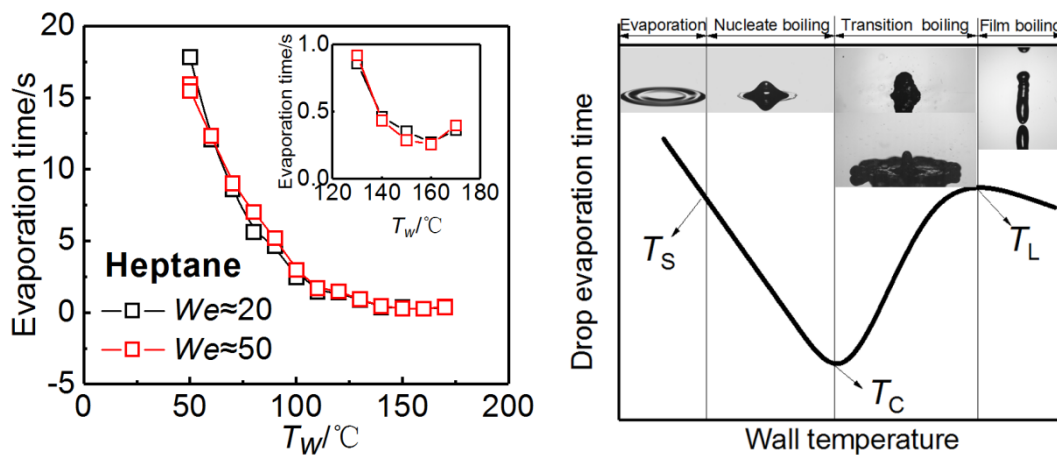 20
15
10
5
0
-5
Evaporation time/s
0
50
100
150
200
T_W/℃
Heptane
We≈20
We≈50
1.0
0.5
0.0
Evaporation time/s
120
140
160
180
T_W/℃
Evaporation
Nucleate boiling
Transition boiling
Film boiling
Drop evaporation time
T_S
T_C
T_L
Wall temperature